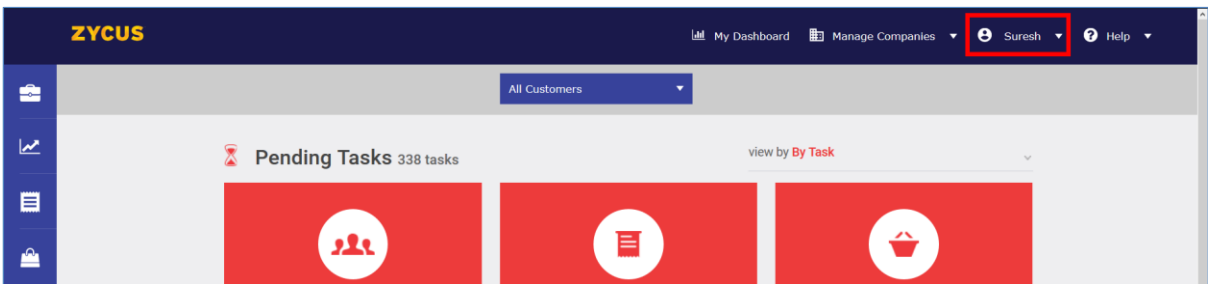 ZYCUS
My Dashboard
Manage Companies
Suresh
Help
All Customers
Pending Tasks 338 tasks
view by By Task